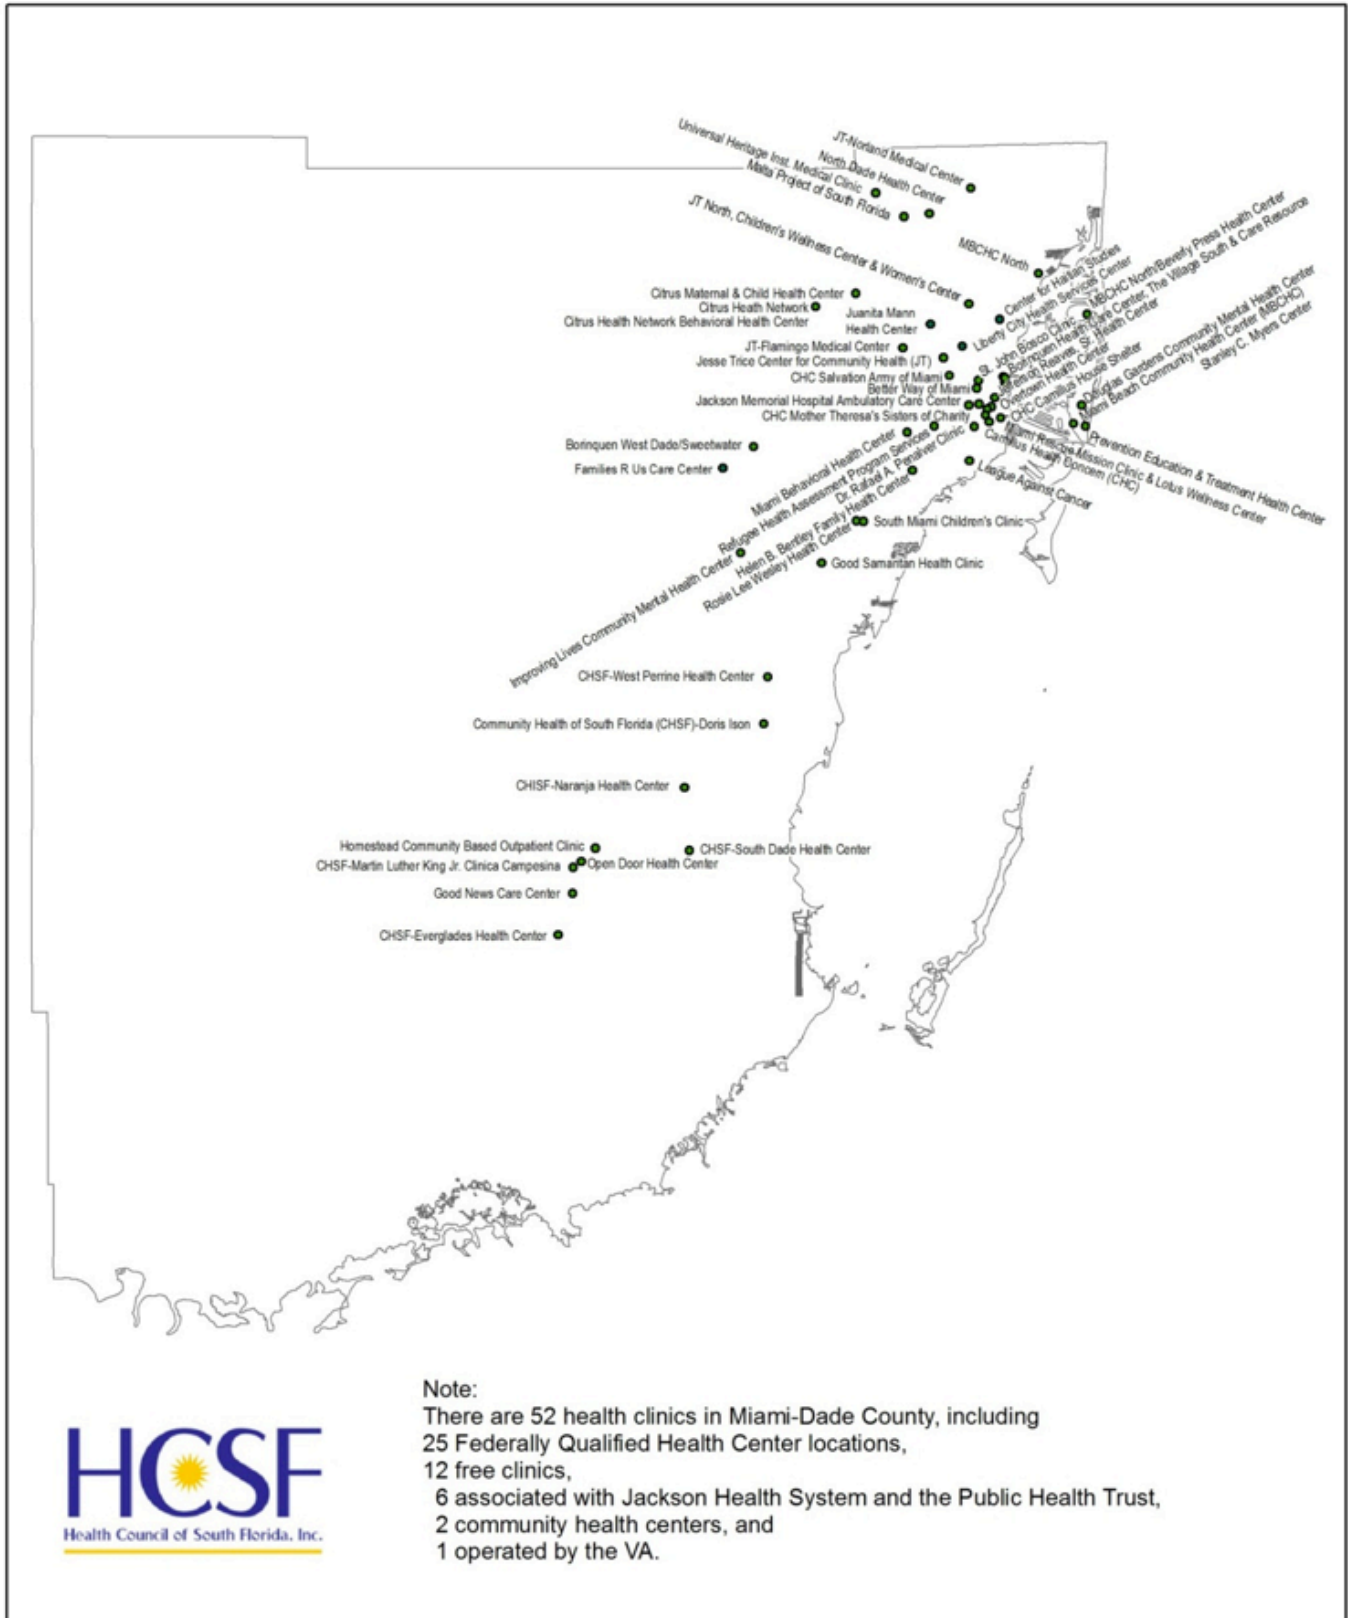 Universal Heritage Inst. Medical Clinic
JT-Norland Medical Center
North Dade Health Center
Malta Project of South Florida
JT North, Children's Wellness Center & Women's Center
MBCHC North
Center for Haitian Studies
Liberty City Health Services Center
MBCHC North/Beverly Press Health Center
Citrus Maternal & Child Health Center
Citrus Heath Network
Citrus Health Network Behavioral Health Center
Juanita Mann
Health Center
JT-Flamingo Medical Center
Jesse Trice Center for Community Health (JT)
St. John Bosco Clinic
Borinquen Health Care Center, The Village South & Care Resource
Jefferson Reaves, Sr. Health Center
Overtown Health Center
CHC Salvation Army of Miami
Better Way of Miami
Jackson Memorial Hospital Ambulatory Care Center
CHC Mother Theresa's Sisters of Charity
CHC Camillus House Shelter
Douglas Gardens Community Mental Health Center
Miami Beach Community Health Center (MBCHC)
Stanley C. Myers Center
Prevention Education & Treatment Health Center
Miami Rescue Mission Clinic & Lotus Wellness Center
Camillus Health Concern (CHC)
League Against Cancer
Borinquen West Dade/Sweetwater
Families R Us Care Center
Miami Behavioral Health Center
Refugee Health Assessment Program Services
Dr. Rafael A. Penalver Clinic
Helen B. Bentley Family Health Center
Rosie Lee Wesley Health Center
South Miami Children's Clinic
Improving Lives Community Mental Health Center
Good Samantan Health Clinic
CHSF-West Perrine Health Center
Community Health of South Florida (CHSF)-Doris Ison
CHISF-Naranja Health Center
Homestead Community Based Outpatient Clinic
CHSF-South Dade Health Center
CHSF-Martin Luther King Jr. Clinica Campesina
Open Door Health Center
Good News Care Center
CHSF-Everglades Health Center
Note:
There are 52 health clinics in Miami-Dade County, including
25 Federally Qualified Health Center locations,
12 free clinics,
6 associated with Jackson Health System and the Public Health Trust,
2 community health centers, and
1 operated by the VA.
HCSF
Health Council of South Florida, Inc.